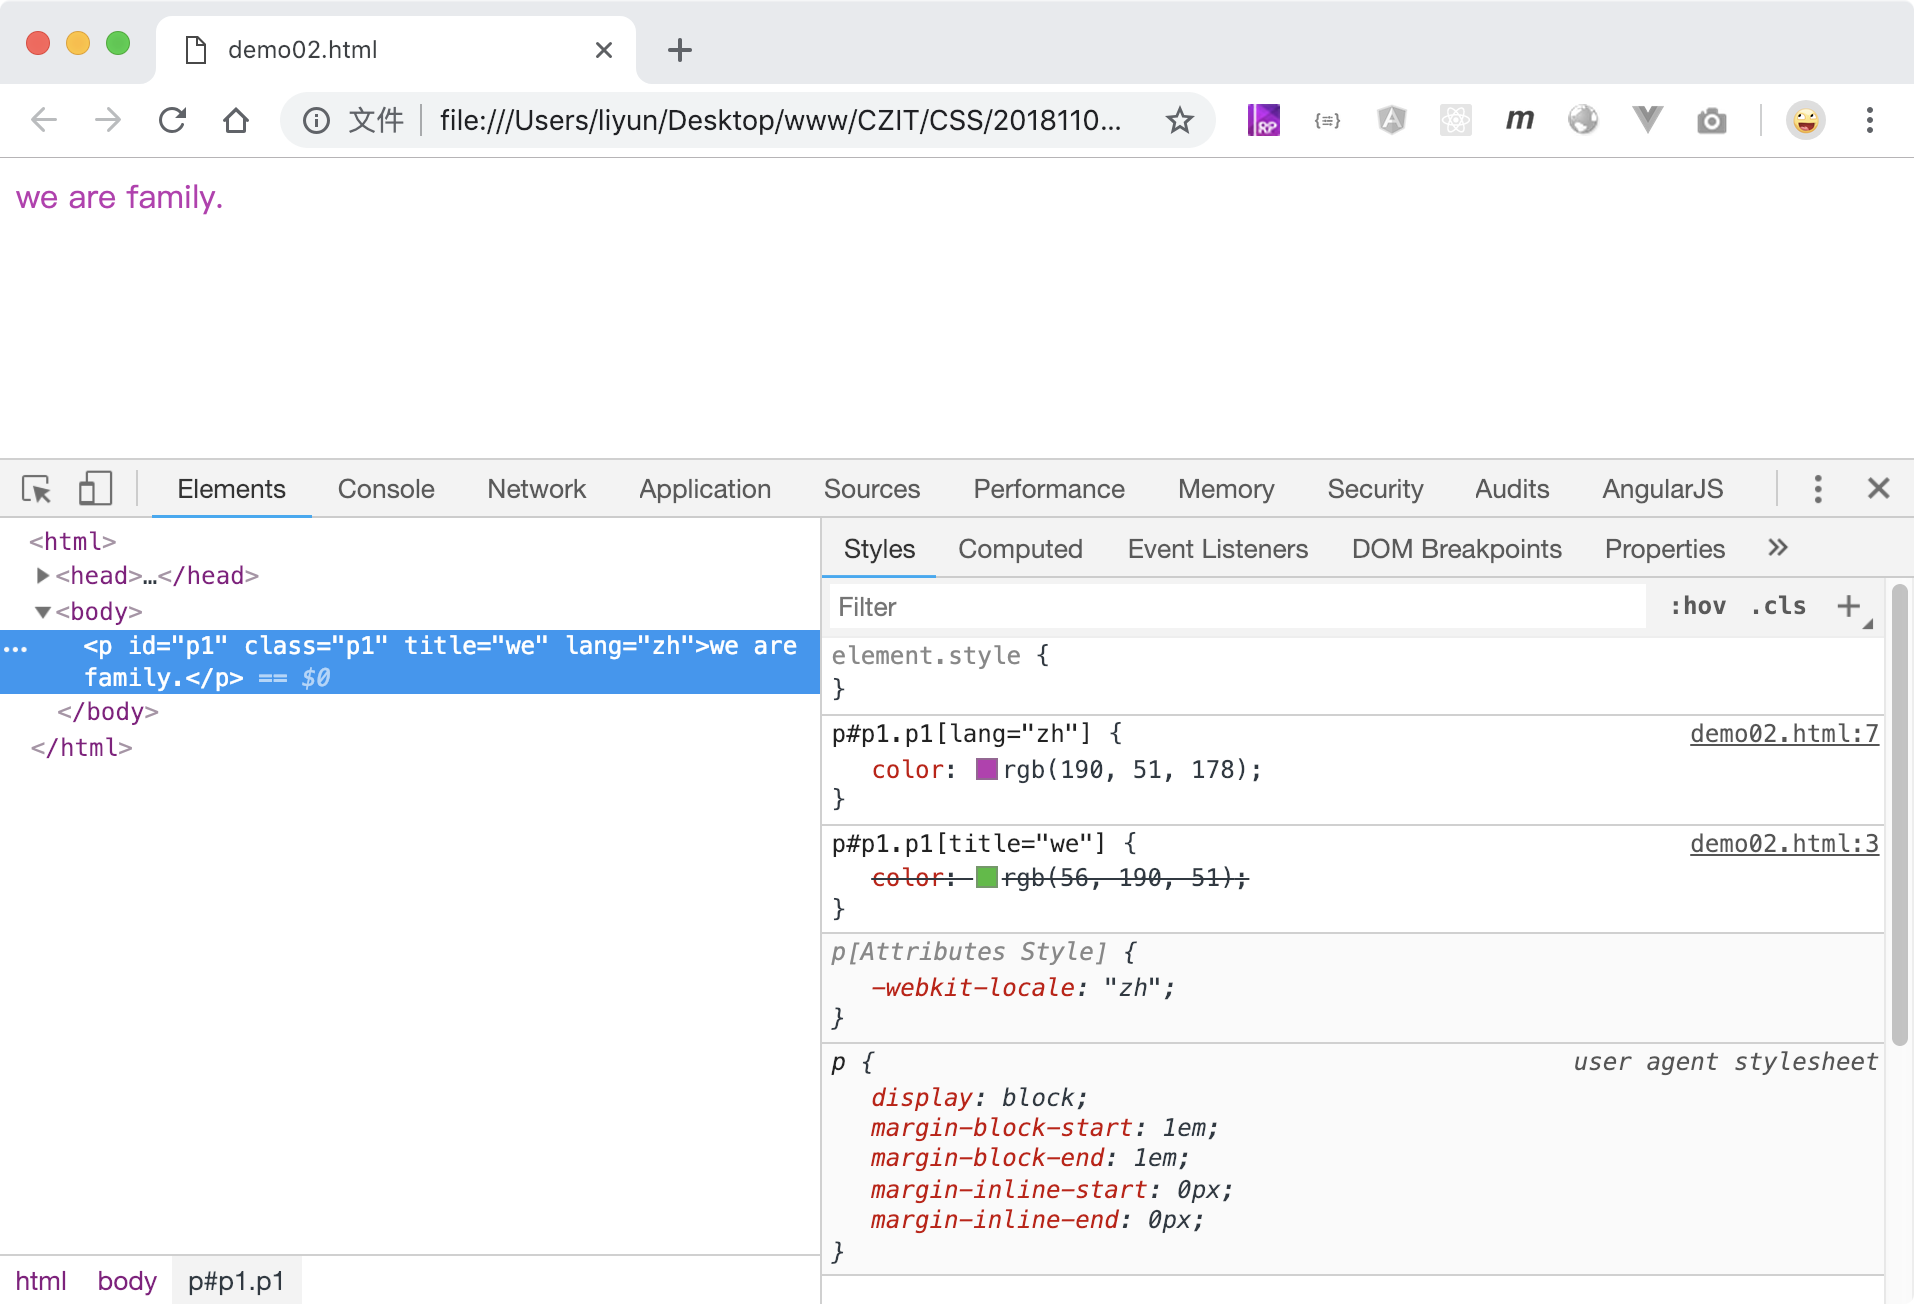 demo02.html
文件 file:///Users/liyun/Desktop/www/CZIT/CSS/2018110... RP {≡} A m
we are family.
Elements Console Network Application Sources Performance Memory Security Audits AngularJS
<html>
<head>…</head>
<body>
... <p id="p1" class="p1" title="we" lang="zh">we are
family.</p> == $0
</body>
</html>
html body p#p1.p1
Styles Computed Event Listeners DOM Breakpoints Properties »
Filter :hov .cls +
element.style {
}
p#p1.p1[lang="zh"] { demo02.html:7
color: rgb(190, 51, 178);
}
p#p1.p1[title="we"] { demo02.html:3
color: rgb(56, 190, 51);
}
p[Attributes Style] {
-webkit-locale: "zh";
}
p { user agent stylesheet
display: block;
margin-block-start: 1em;
margin-block-end: 1em;
margin-inline-start: 0px;
margin-inline-end: 0px;
}